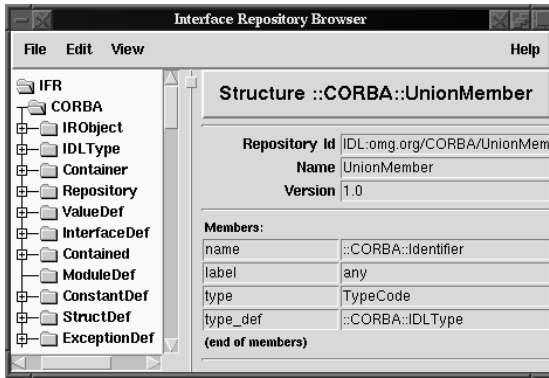 Interface Repository Browser
File Edit View Help
IFR
CORBA
IRObject
IDLType
Container
Repository
ValueDef
InterfaceDef
Contained
ModuleDef
ConstantDef
StructDef
ExceptionDef
Structure ::CORBA::UnionMember
Repository Id IDL:omg.org/CORBA/UnionMem
Name UnionMember
Version 1.0
Members:
name ::CORBA::Identifier
label any
type TypeCode
type_def ::CORBA::IDLType
(end of members)